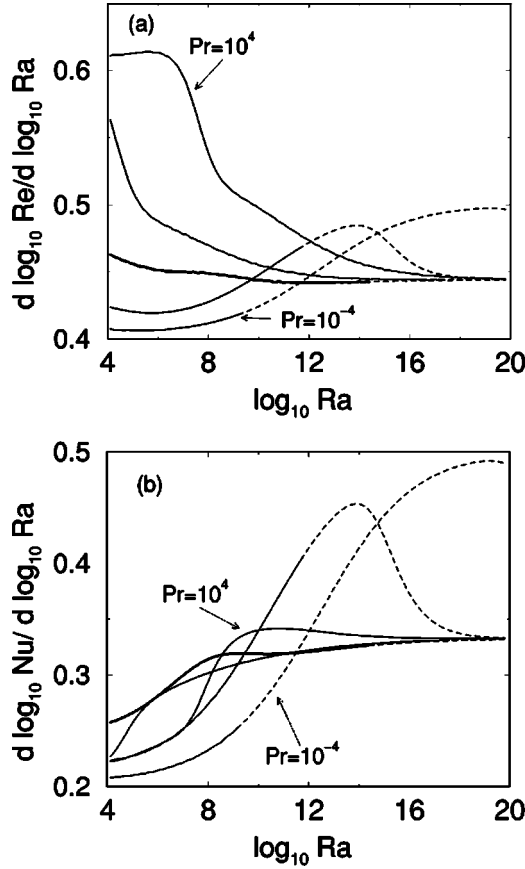 (a)
Pr=10⁴
0.6
0.5
0.4
d log₁₀ Re/d log₁₀ Ra
Pr=10⁻⁴
4 8 12 16 20
log₁₀ Ra
(b)
0.5
0.4
0.3
0.2
d log₁₀ Nu/ d log₁₀ Ra
Pr=10⁴
Pr=10⁻⁴
4 8 12 16 20
log₁₀ Ra